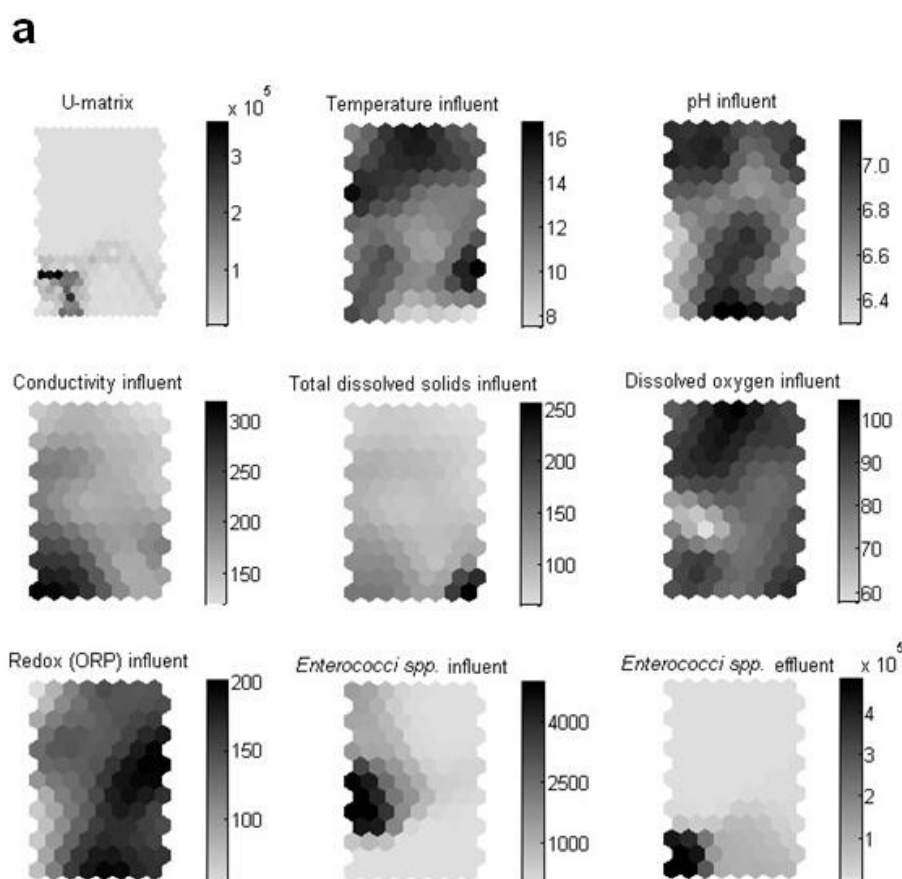 a
U-matrix
x 10^5
3
2
1
Temperature influent
16
14
12
10
8
pH influent
7.0
6.8
6.6
6.4
Conductivity influent
300
250
200
150
Total dissolved solids influent
250
200
150
100
Dissolved oxygen influent
100
90
80
70
60
Redox (ORP) influent
200
150
100
Enterococci spp. influent
4000
2500
1000
Enterococci spp. effluent
x 10^5
4
3
2
1